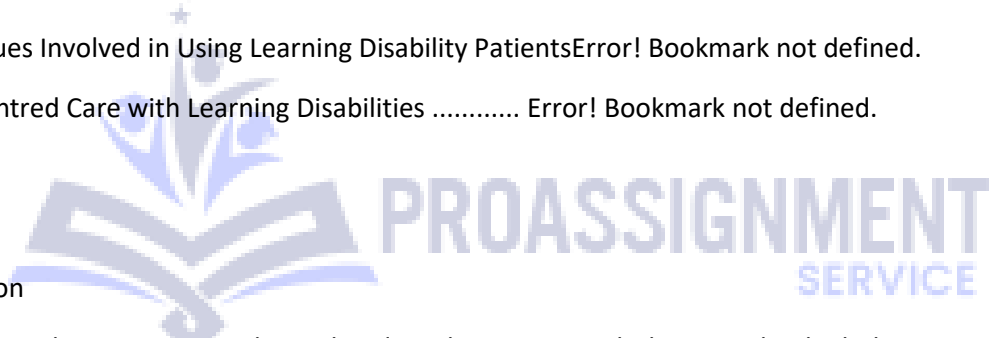 ues Involved in Using Learning Disability PatientsError! Bookmark not defined.
ntred Care with Learning Disabilities ............ Error! Bookmark not defined.
PROASSIGNMENT
SERVICE
on